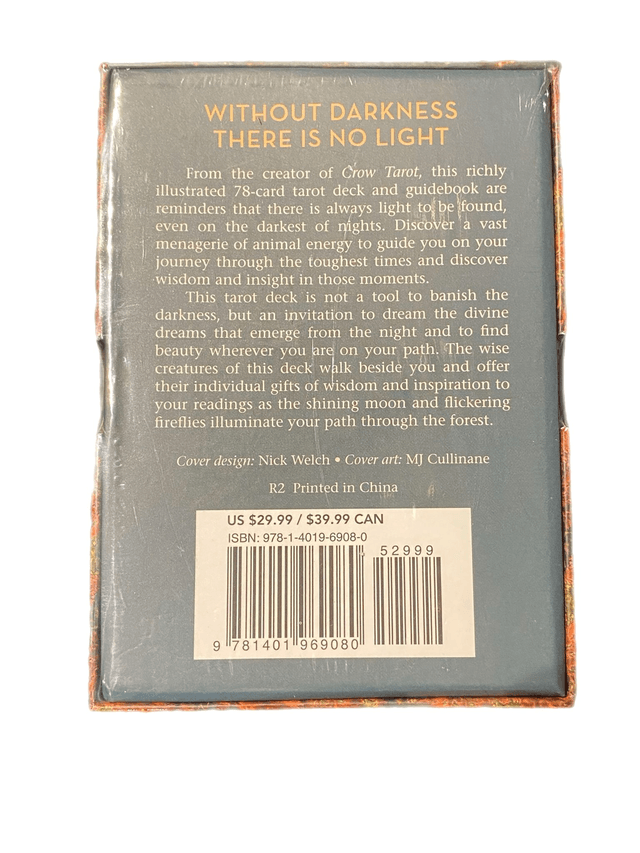 WITHOUT DARKNESS
THERE IS NO LIGHT
From the creator of Crow Tarot, this richly
illustrated 78-card tarot deck and guidebook are
reminders that there is always light to be found,
even on the darkest of nights. Discover a vast
menagerie of animal energy to guide you on your
journey through the toughest times and discover
wisdom and insight in those moments.
This tarot deck is not a tool to banish the
darkness, but an invitation to dream the divine
dreams that emerge from the night and to find
beauty wherever you are on your path. The wise
creatures of this deck walk beside you and offer
their individual gifts of wisdom and inspiration to
your readings as the shining moon and flickering
fireflies illuminate your path through the forest.
Cover design: Nick Welch • Cover art: MJ Cullinane
R2 Printed in China
US $29.99 / $39.99 CAN
ISBN: 978-1-4019-6908-0
52999
9 781401 969080